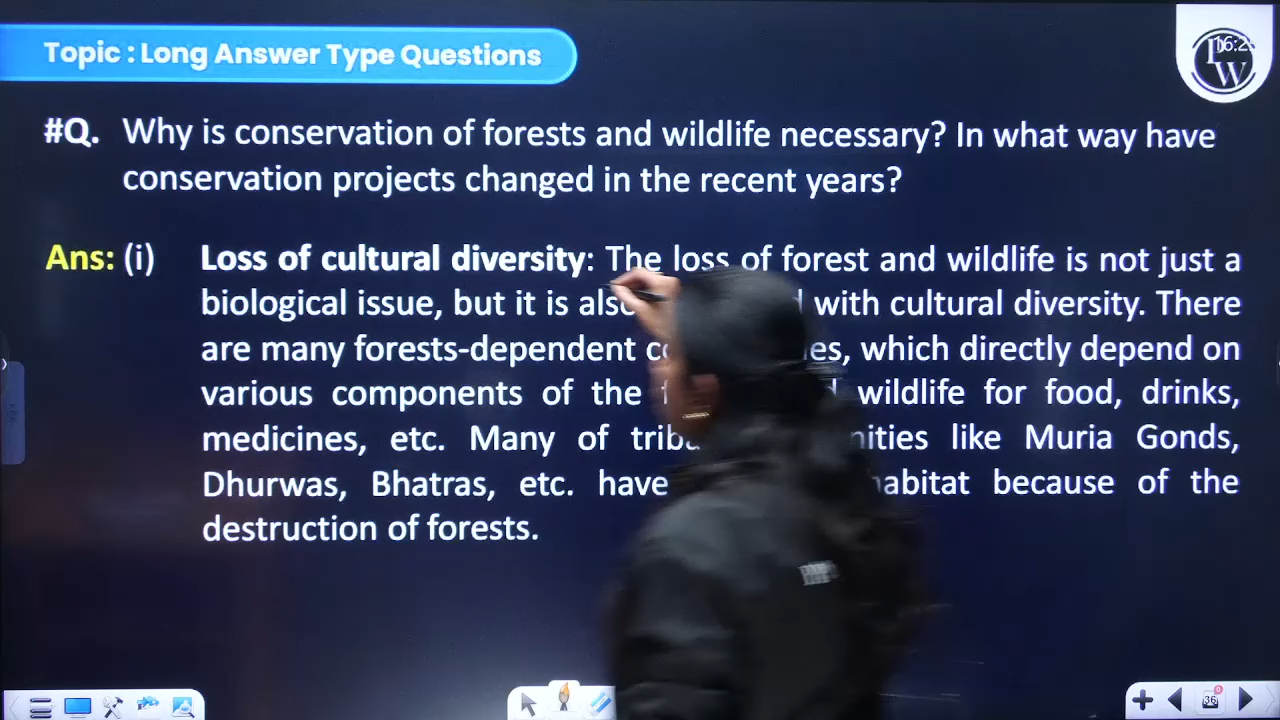 Topic : Long Answer Type Questions
16:2
W
#Q. Why is conservation of forests and wildlife necessary? In what way have
conservation projects changed in the recent years?
Ans: (i) Loss of cultural diversity: The loss of forest and wildlife is not just a
biological issue, but it is also with cultural diversity. There
are many forests-dependent which directly depend on
various components of the wildlife for food, drinks,
medicines, etc. Many of like Muria Gonds,
Dhurwas, Bhatras, etc. have habitat because of the
destruction of forests.
36